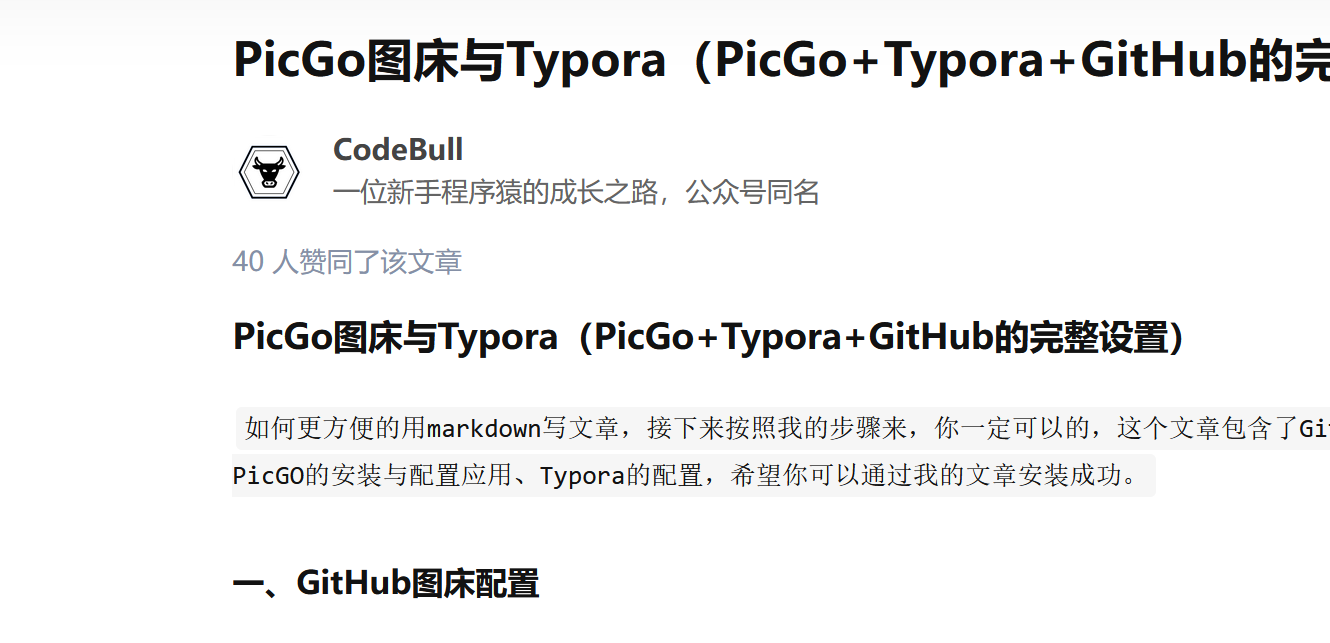 PicGo图床与Typora（PicGo+Typora+GitHub的完
CodeBull
一位新手程序猿的成长之路，公众号同名
40 人赞同了该文章
PicGo图床与Typora（PicGo+Typora+GitHub的完整设置）
如何更方便的用markdown写文章，接下来按照我的步骤来，你一定可以的，这个文章包含了Git
PicGO的安装与配置应用、Typora的配置，希望你可以通过我的文章安装成功。
一、GitHub图床配置